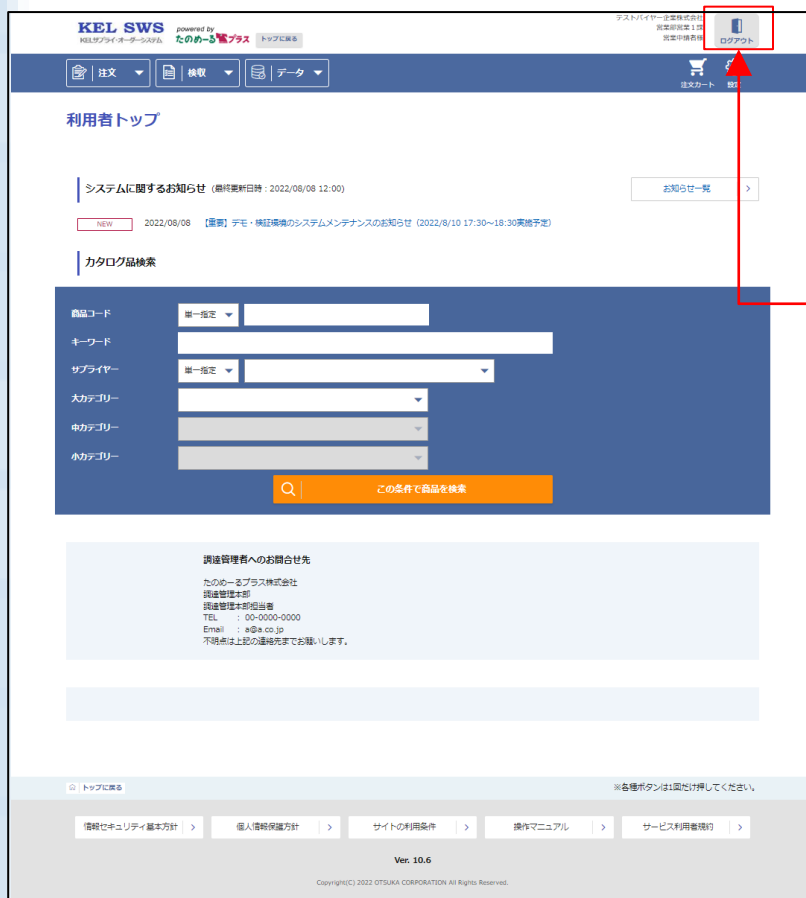 KEL SWS
KELサプライ・オーダーシステム
powered by
たのめーるプラス
トップに戻る
テストバイヤー企業株式会社
営業部営業1課
営業申請者様
ログアウト
注文
検収
データ
注文カート
設定
利用者トップ
システムに関するお知らせ (最終更新日時:2022/08/08 12:00)
お知らせ一覧
NEW 2022/08/08 【重要】デモ・検証環境のシステムメンテナンスのお知らせ(2022/8/10 17:30~18:30実施予定)
カタログ品検索
商品コード 単一指定
キーワード
サプライヤー 単一指定
大カテゴリー
中カテゴリー
小カテゴリー
この条件で商品を検索
調達管理者へのお問合せ先
たのめーるプラス株式会社
調達管理本部
調達管理本部担当者
TEL : 00-0000-0000
Email : a@a.co.jp
不明点は上記の連絡先までお願いします。
トップに戻る
※各種ボタンは1回だけ押してください。
情報セキュリティ基本方針
個人情報保護方針
サイトの利用条件
操作マニュアル
サービス利用者規約
Ver. 10.6
Copyright(C) 2022 OTSUKA CORPORATION All Rights Reserved.